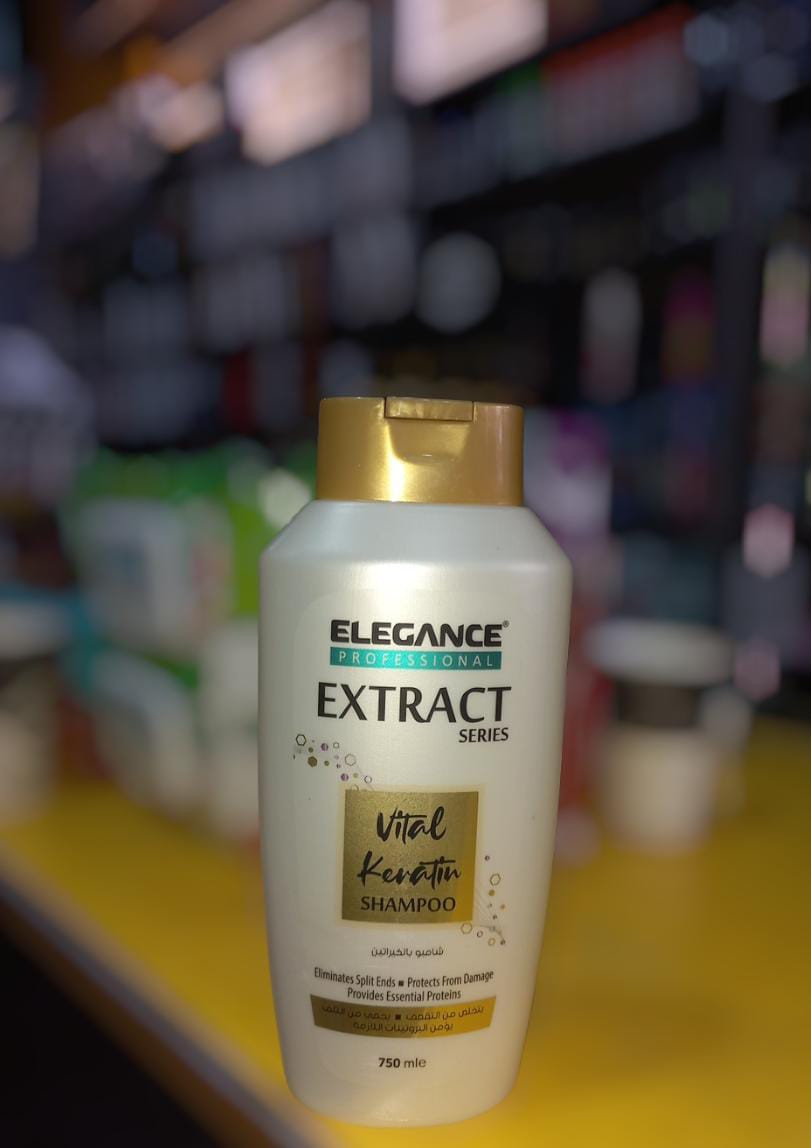 ELEGANCE®
PROFESSIONAL
EXTRACT
SERIES
Vital
Keratin
SHAMPOO
شامبو بالكيراتين
Eliminates Split Ends ■ Protects From Damage
Provides Essential Proteins
يتخلص من التقصف ■ يحمي من التلف
يؤمن البروتينات اللازمة
750 mle